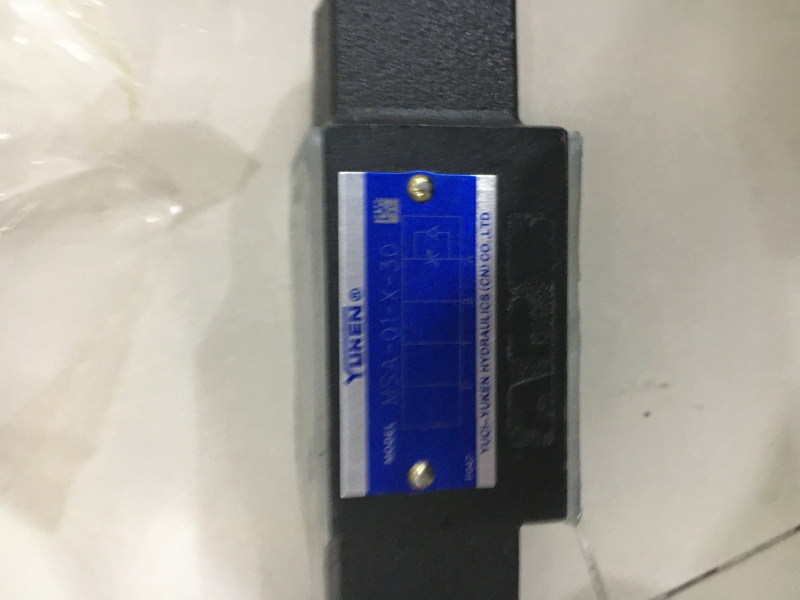 YUKEN®
MODEL MSA-01-X-30
YUCI-YUKEN HYDRAULICS(CN)CO.,LTD